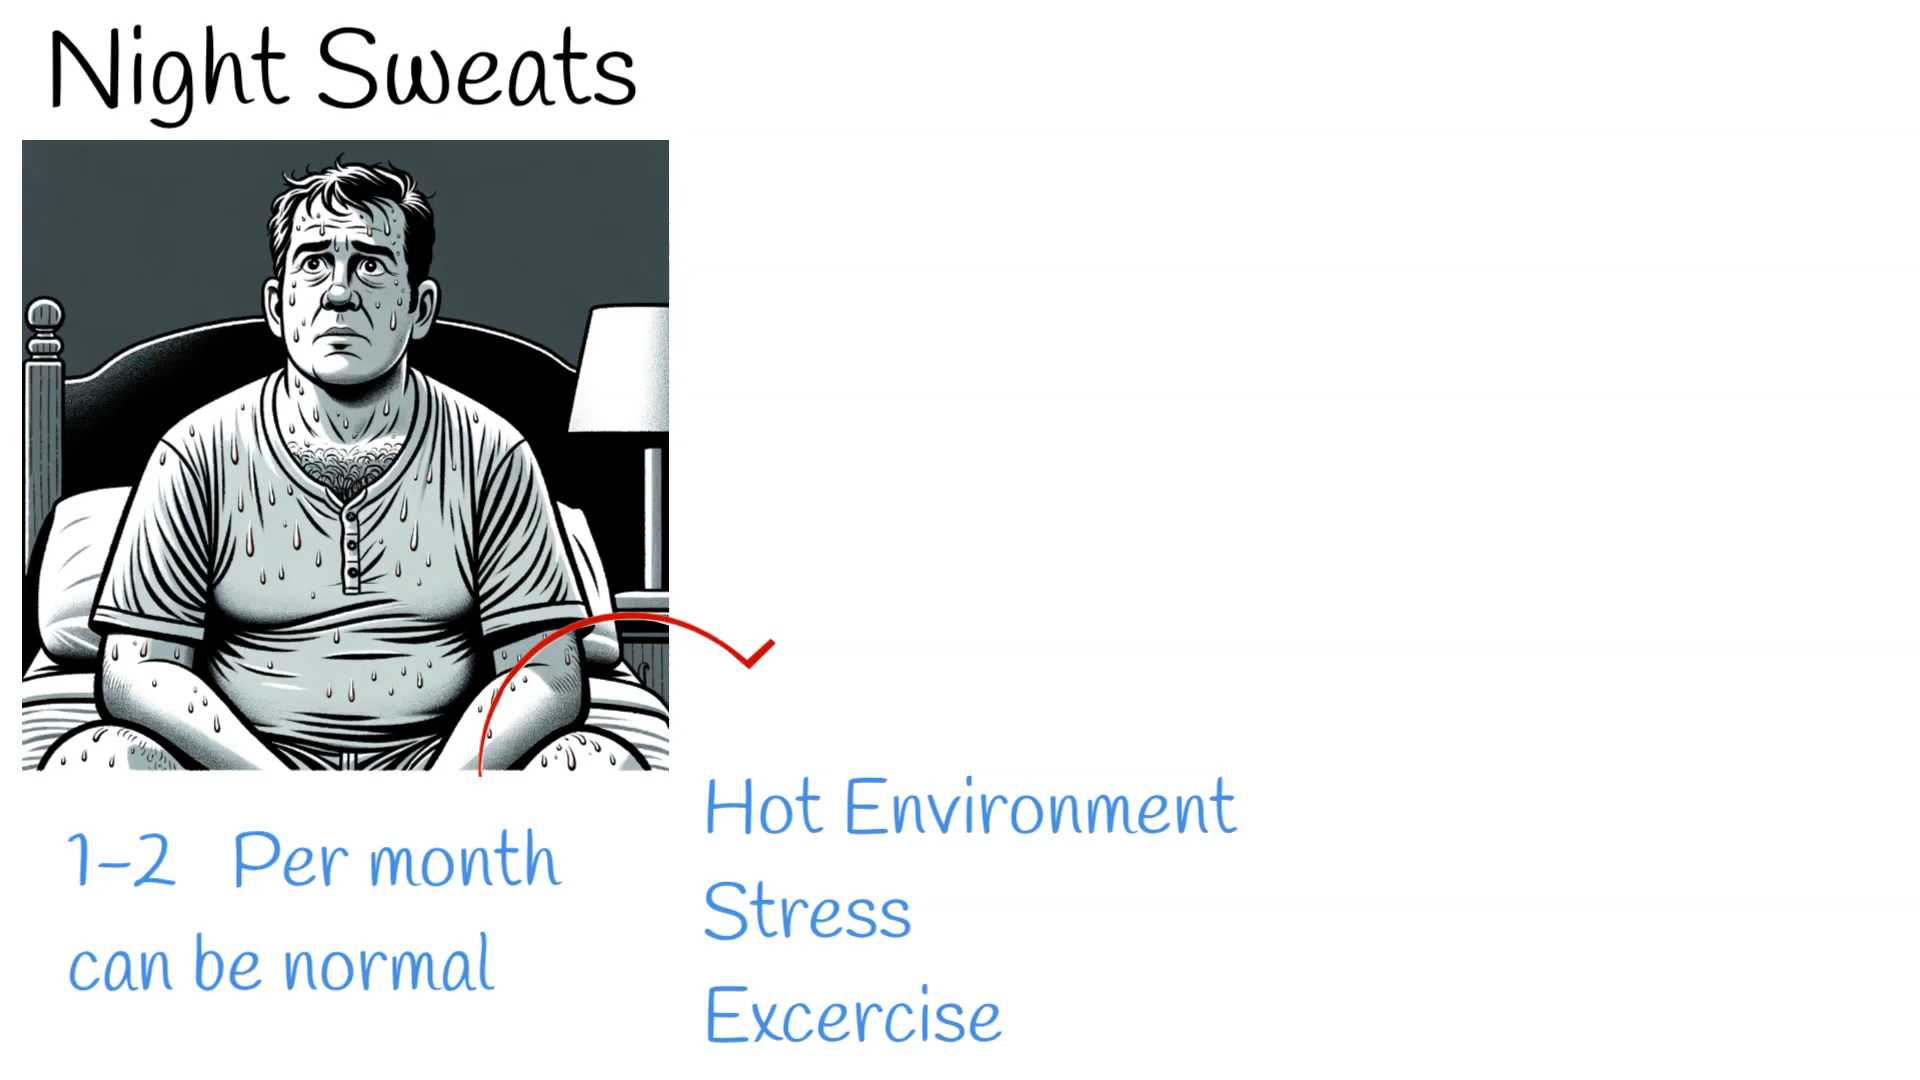 Night Sweats
1-2 Per month
can be normal
Hot Environment
Stress
Excercise